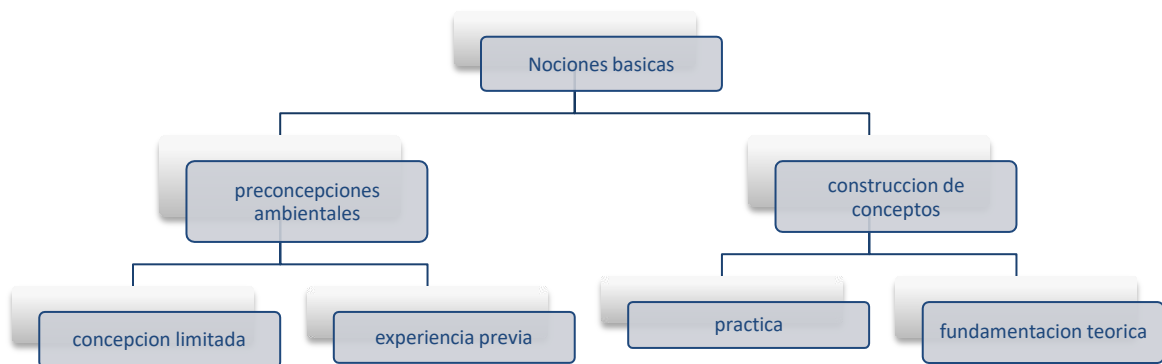 Nociones basicas
preconcepciones
ambientales
construccion de
conceptos
concepcion limitada
experiencia previa
practica
fundamentacion teorica